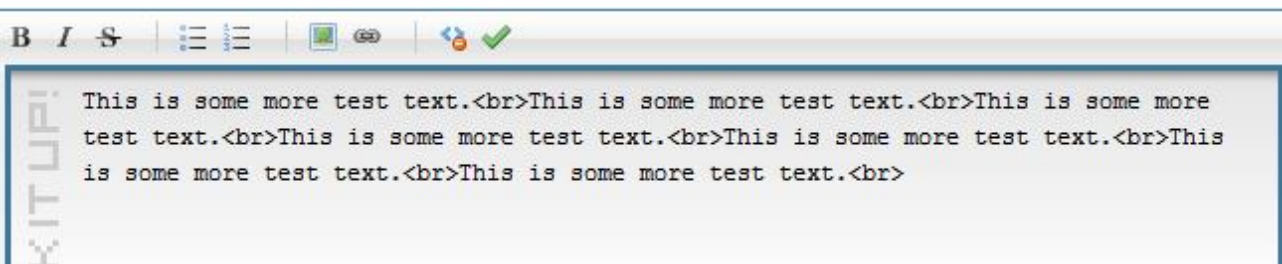 B I S
This is some more test text.<br>This is some more test text.<br>This is some more
test text.<br>This is some more test text.<br>This is some more test text.<br>This
is some more test text.<br>This is some more test text.<br>
KITUP!